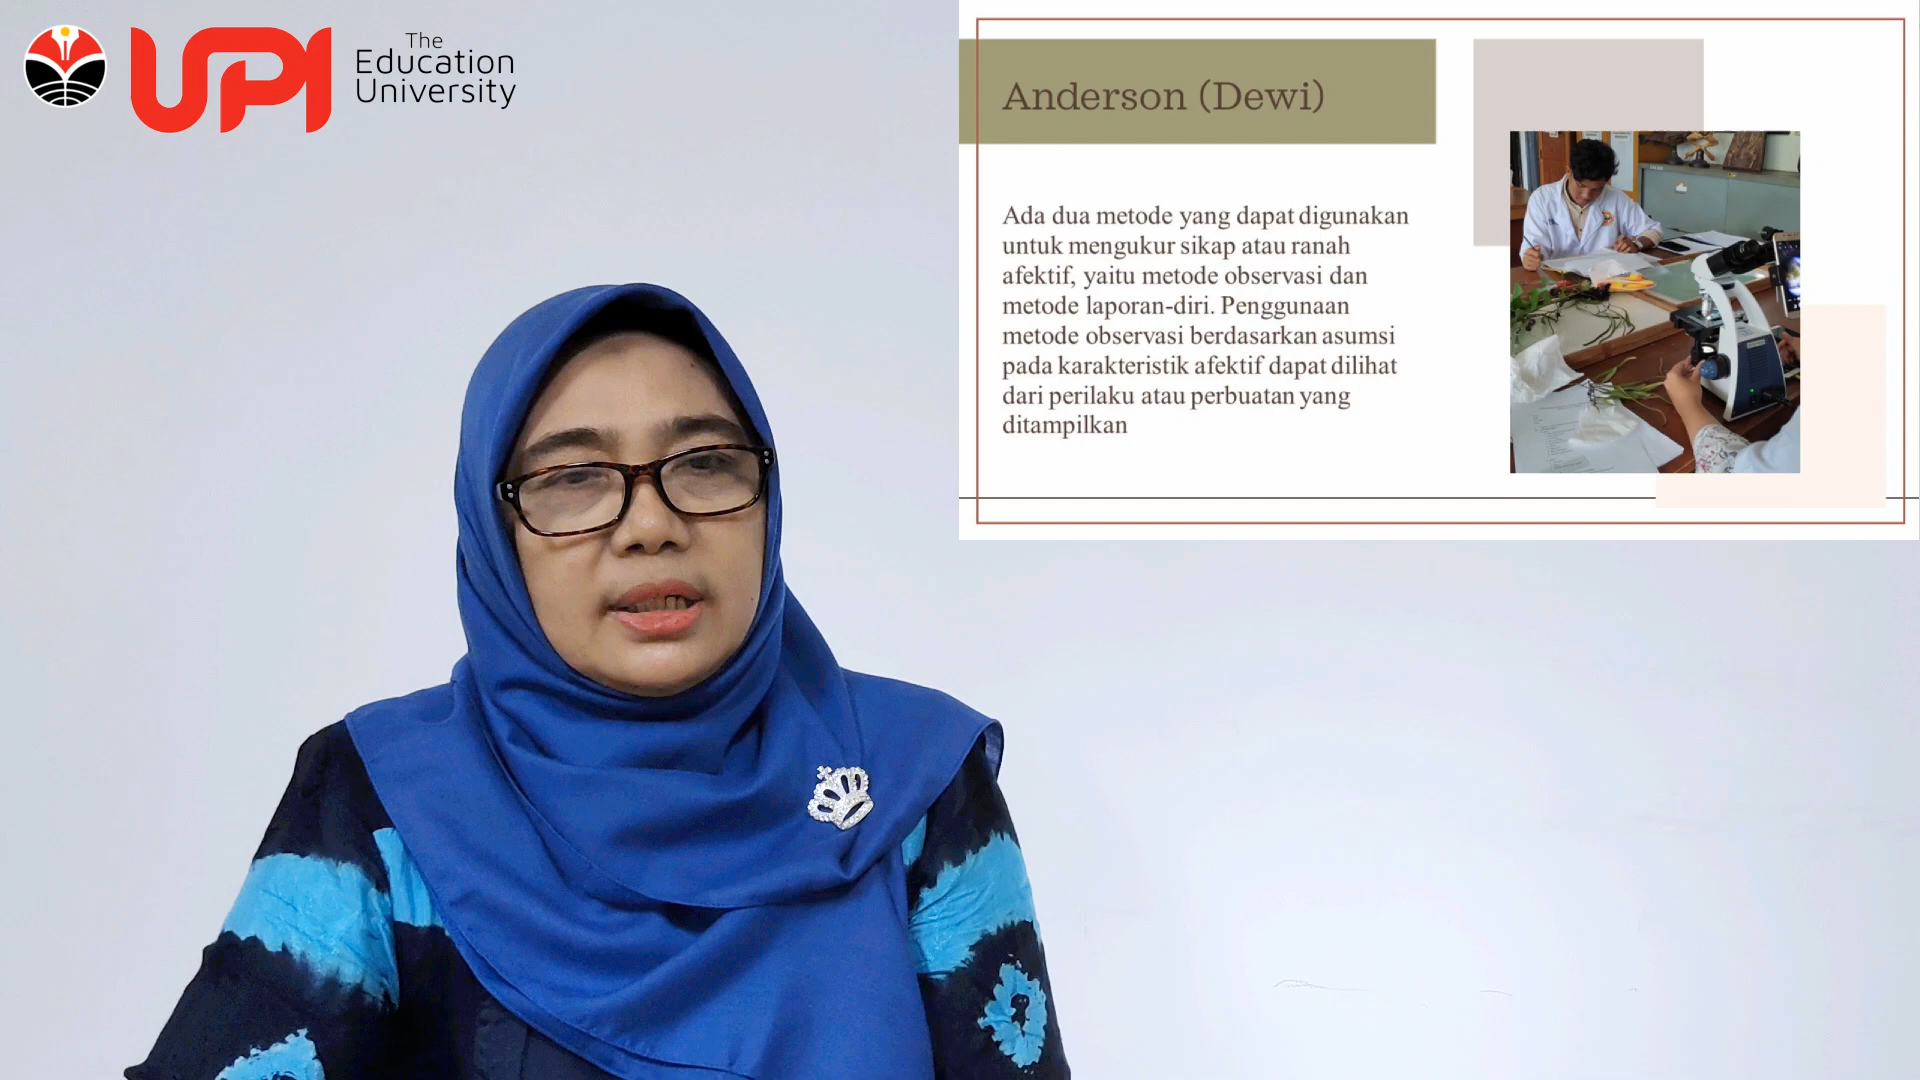 UPI
The
Education
University
Anderson (Dewi)
Ada dua metode yang dapat digunakan
untuk mengukur sikap atau ranah
afektif, yaitu metode observasi dan
metode laporan-diri. Penggunaan
metode observasi berdasarkan asumsi
pada karakteristik afektif dapat dilihat
dari perilaku atau perbuatan yang
ditampilkan